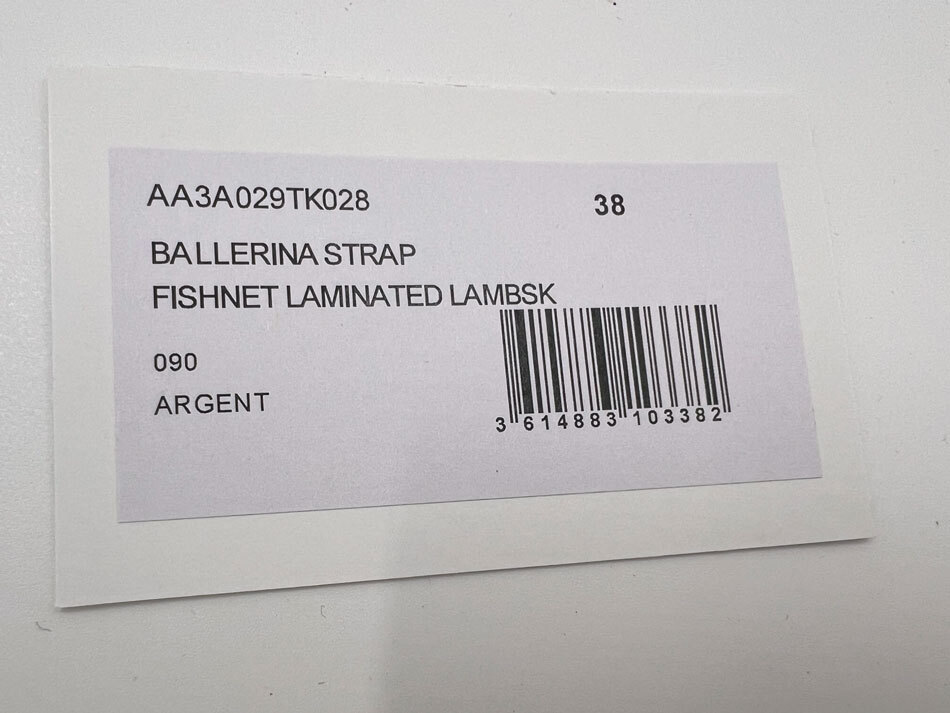 AA3A029TK028 38
BALLERINA STRAP
FISHNET LAMINATED LAMBSK
090
ARGENT
3 614883 103382